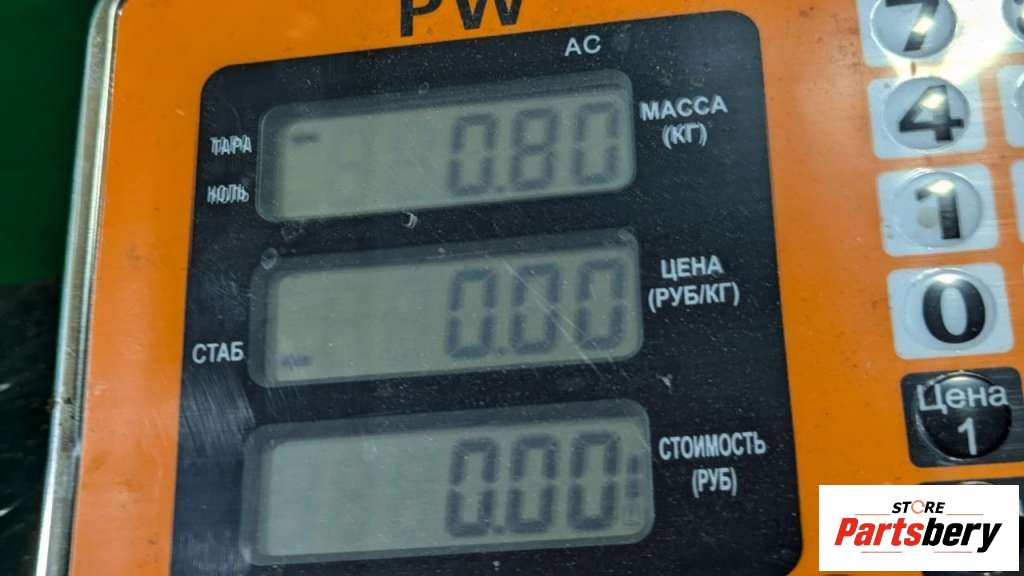 PW
AC
ТАРА
НОЛЬ
0.80
МАССА
(КГ)
СТАБ
0.00
ЦЕНА
(РУБ/КГ)
0.00
СТОИМОСТЬ
(РУБ)
7
4
1
0
Цена
1
STORE
Partsbery